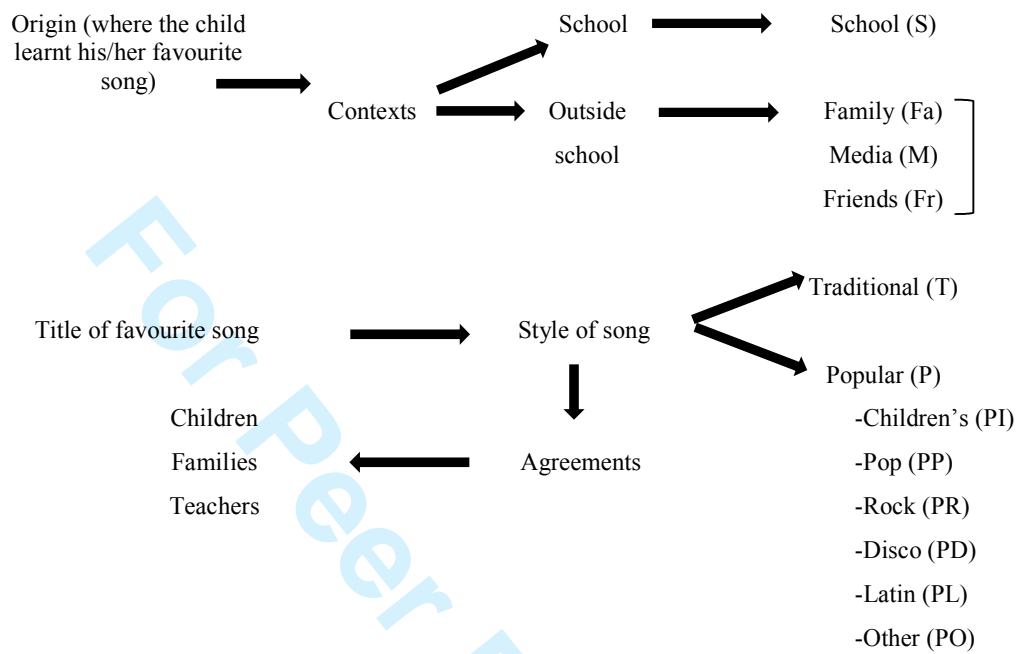 Origin (where the child
learnt his/her favourite
song)
School
School (S)
Contexts
Outside
school
Family (Fa)
Media (M)
Friends (Fr)
Traditional (T)
Title of favourite song
Style of song
Popular (P)
-Children’s (PI)
-Pop (PP)
-Rock (PR)
-Disco (PD)
-Latin (PL)
-Other (PO)
Children
Families
Teachers
Agreements
For Peer